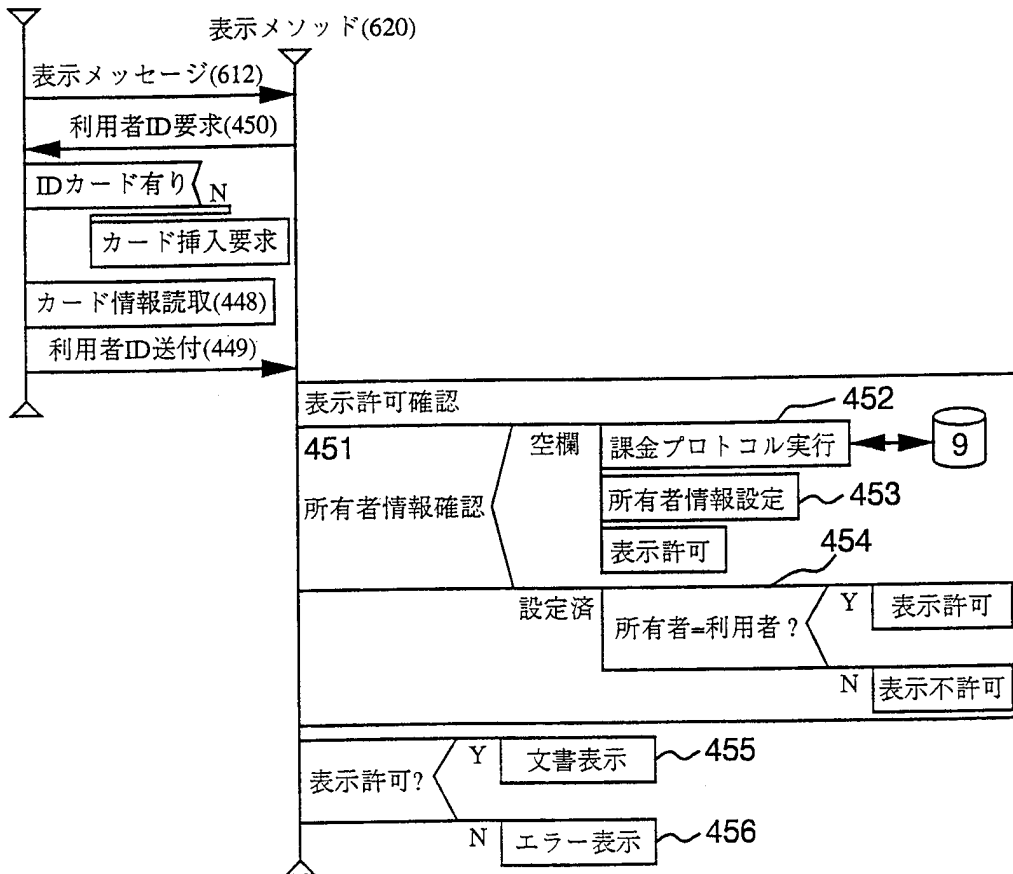 表示メソッド(620)
表示メッセージ(612)
利用者ID要求(450)
IDカード有り
N
カード挿入要求
カード情報読取(448)
利用者ID送付(449)
表示許可確認
451
所有者情報確認
空欄
課金プロトコル実行
452
9
所有者情報設定
453
表示許可
454
設定済
所有者=利用者?
Y
表示許可
N
表示不許可
表示許可?
Y
文書表示
455
N
エラー表示
456